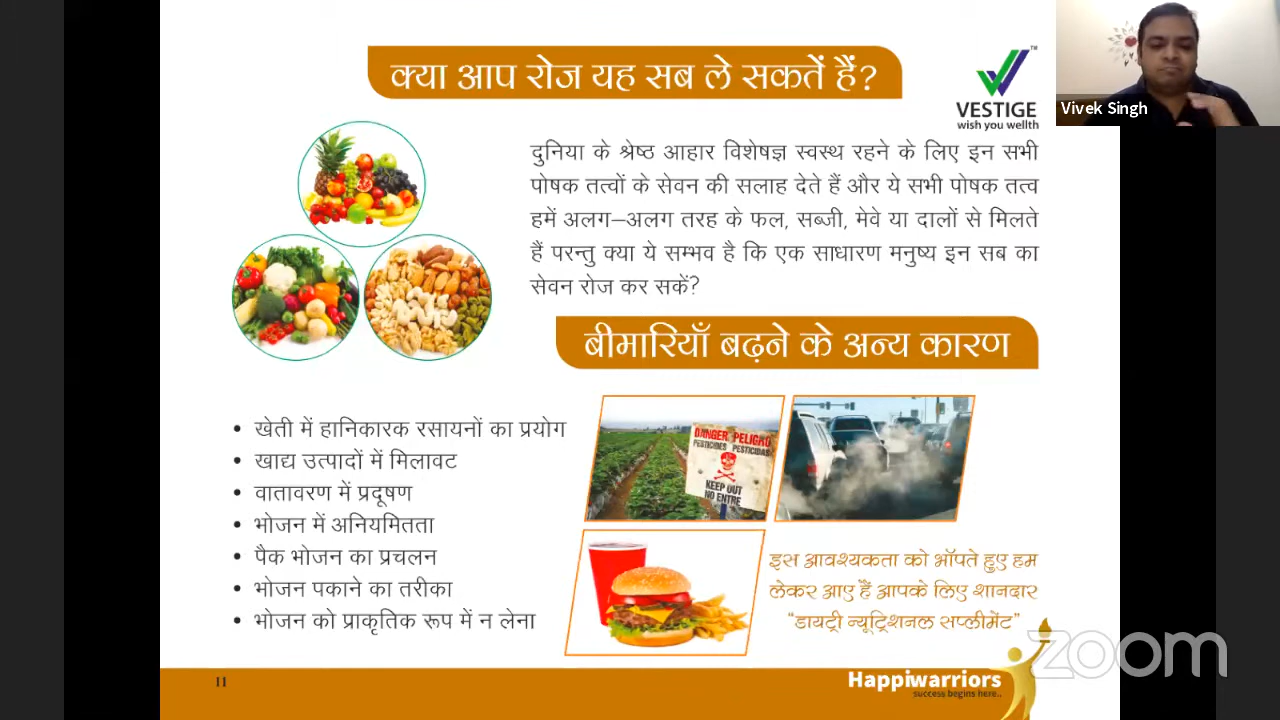 क्या आप रोज यह सब ले सकतें हैं?
VESTIGE
TM
wish you wellth
Vivek Singh
दुनिया के श्रेष्ठ आहार विशेषज्ञ स्वस्थ रहने के लिए इन सभी
पोषक तत्वों के सेवन की सलाह देते हैं और ये सभी पोषक तत्व
हमें अलग–अलग तरह के फल, सब्जी, मेवे या दालों से मिलते
हैं परन्तु क्या ये सम्भव है कि एक साधारण मनुष्य इन सब का
सेवन रोज कर सकें?
बीमारियाँ बढ़ने के अन्य कारण
• खेती में हानिकारक रसायनों का प्रयोग
• खाद्य उत्पादों में मिलावट
• वातावरण में प्रदूषण
• भोजन में अनियमितता
• पैक भोजन का प्रचलन
• भोजन पकाने का तरीका
• भोजन को प्राकृतिक रूप में न लेना
DANGER PELIGRO
PESTICIDES PESTICIDAS
KEEP OUT
NO ENTRE
इस आवश्यकता को भाँपते हुए हम
लेकर आए हैं आपके लिए शानदार
"डायट्री न्यूट्रिशनल सप्लीमेंट"
11
Happiwarriors
success begins here..
zoom